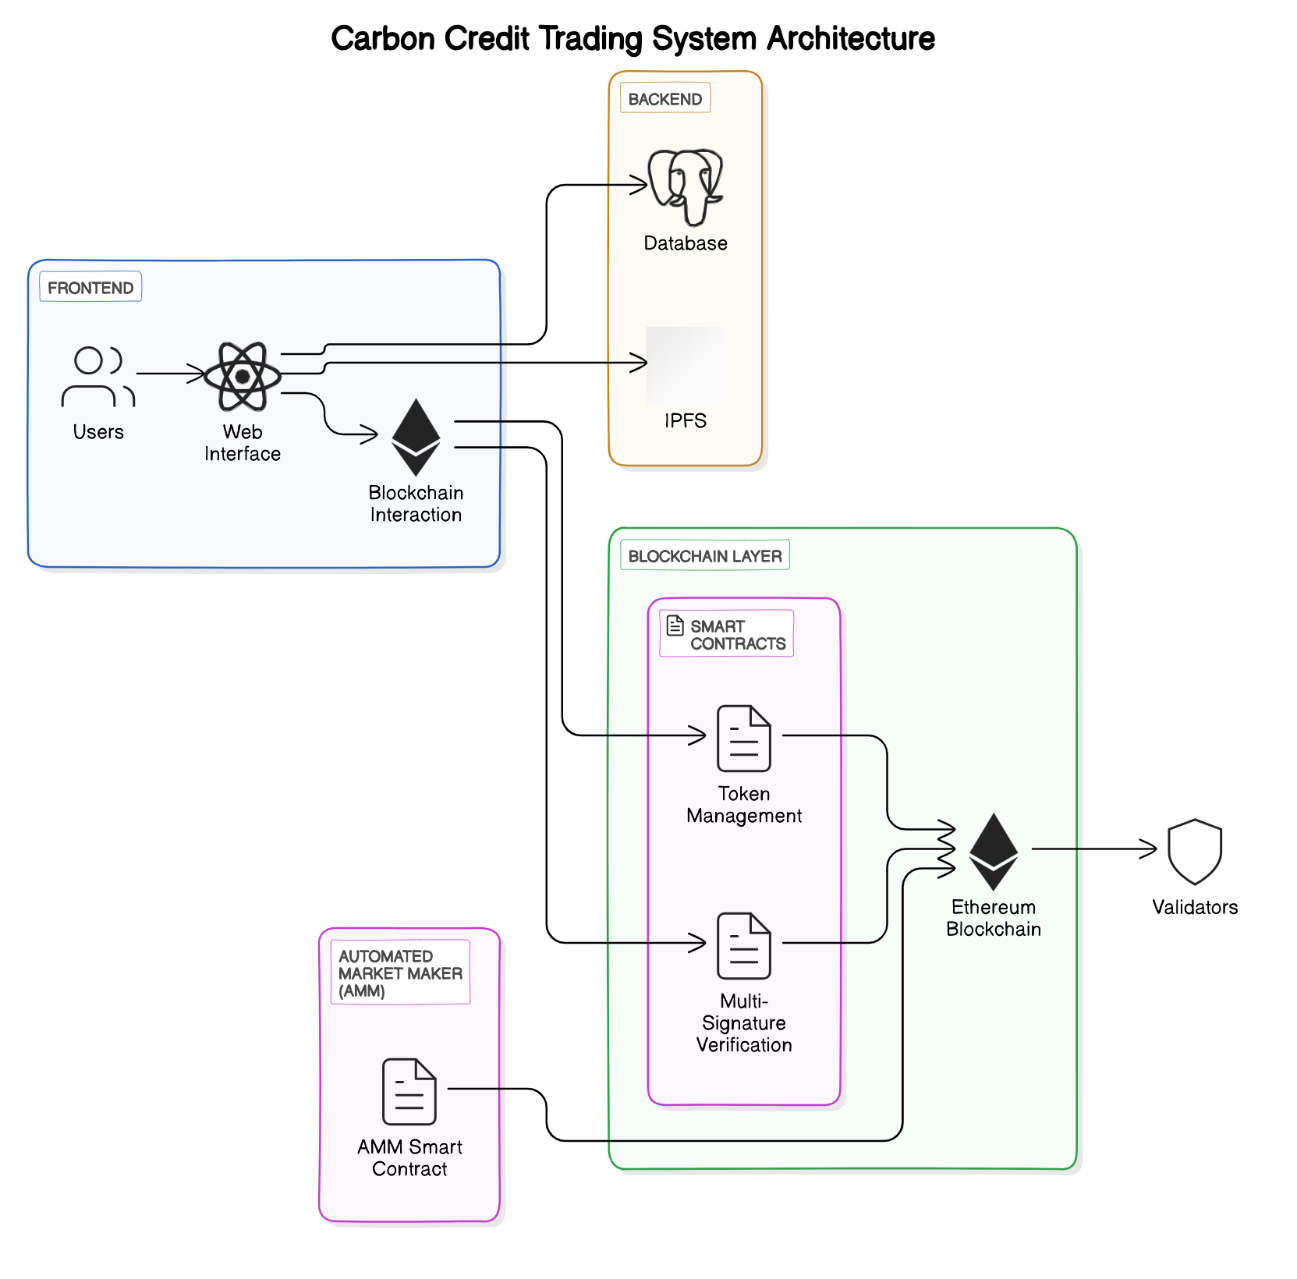 Carbon Credit Trading System Architecture
BACKEND
Database
IPFS
FRONTEND
Users
Web
Interface
Blockchain
Interaction
BLOCKCHAIN LAYER
SMART
CONTRACTS
Token
Management
Multi-
Signature
Verification
Ethereum
Blockchain
Validators
AUTOMATED
MARKET MAKER
(AMM)
AMM Smart
Contract